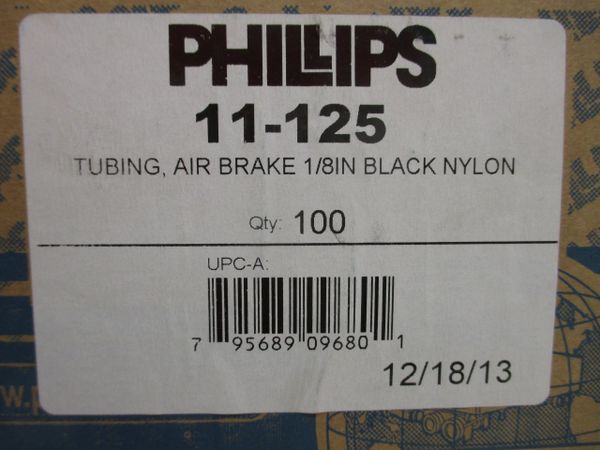 PHILLIPS
11-125
TUBING, AIR BRAKE 1/8IN BLACK NYLON
Qty: 100
UPC-A:
7 95689 09680 1
12/18/13